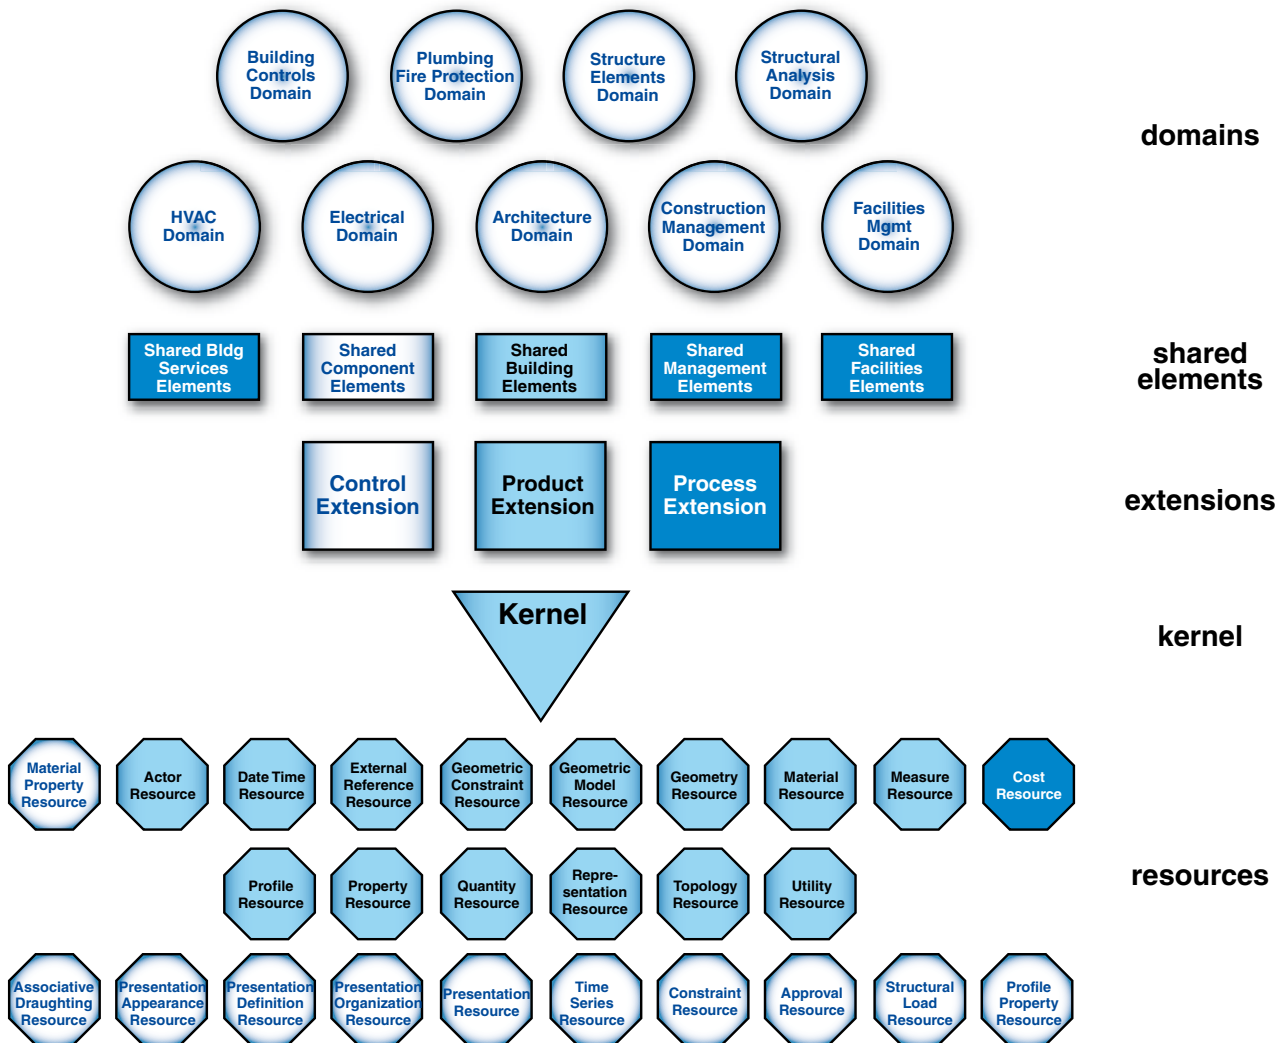 Building
Controls
Domain
Plumbing
Fire Protection
Domain
Structure
Elements
Domain
Structural
Analysis
Domain
domains
HVAC
Domain
Electrical
Domain
Architecture
Domain
Construction
Management
Domain
Facilities
Mgmt
Domain
Shared Bldg
Services
Elements
Shared
Component
Elements
Shared
Building
Elements
Shared
Management
Elements
Shared
Facilities
Elements
shared
elements
Control
Extension
Product
Extension
Process
Extension
extensions
Kernel
kernel
Material
Property
Resource
Actor
Resource
Date Time
Resource
External
Reference
Resource
Geometric
Constraint
Resource
Geometric
Model
Resource
Geometry
Resource
Material
Resource
Measure
Resource
Cost
Resource
Profile
Resource
Property
Resource
Quantity
Resource
Repre-
sentation
Resource
Topology
Resource
Utility
Resource
resources
Associative
Draughting
Resource
Presentation
Appearance
Resource
Presentation
Definition
Resource
Presentation
Organization
Resource
Presentation
Resource
Time
Series
Resource
Constraint
Resource
Approval
Resource
Structural
Load
Resource
Profile
Property
Resource